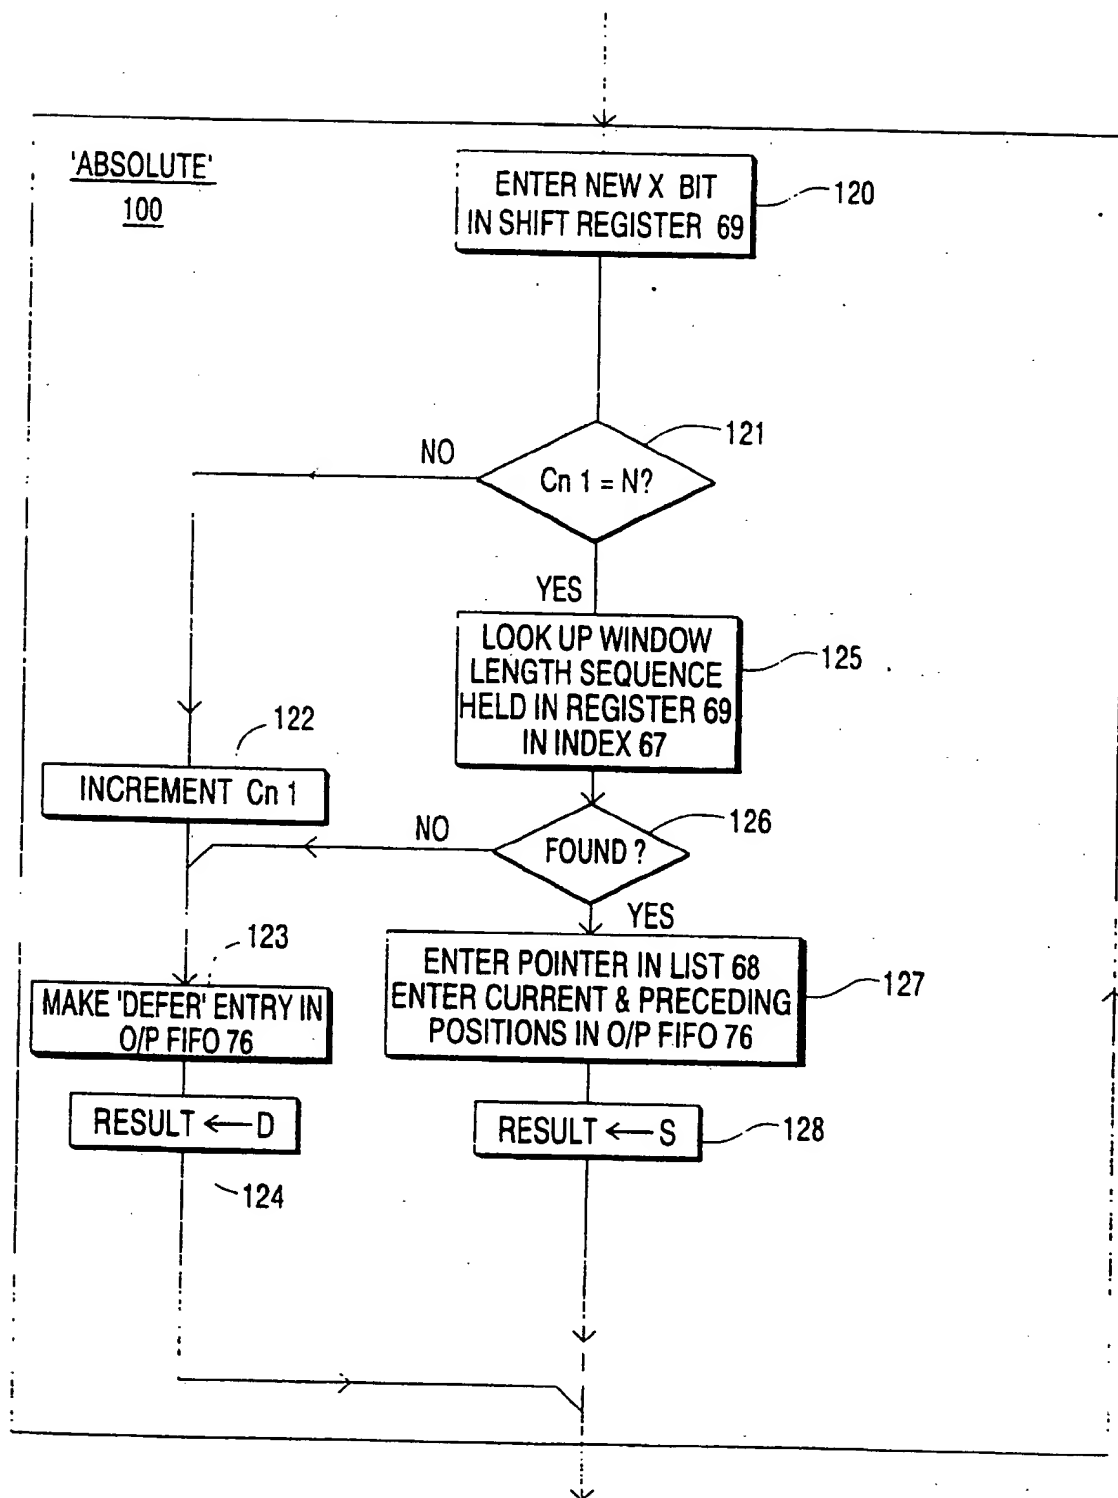 'ABSOLUTE'
100
ENTER NEW X BIT
IN SHIFT REGISTER 69
120
Cn 1 = N?
121
NO
YES
LOOK UP WINDOW
LENGTH SEQUENCE
HELD IN REGISTER 69
IN INDEX 67
125
122
INCREMENT Cn 1
FOUND ?
126
NO
YES
123
MAKE 'DEFER' ENTRY IN
O/P FIFO 76
ENTER POINTER IN LIST 68
ENTER CURRENT & PRECEDING
POSITIONS IN O/P FIFO 76
127
RESULT ← D
124
RESULT ← S
128